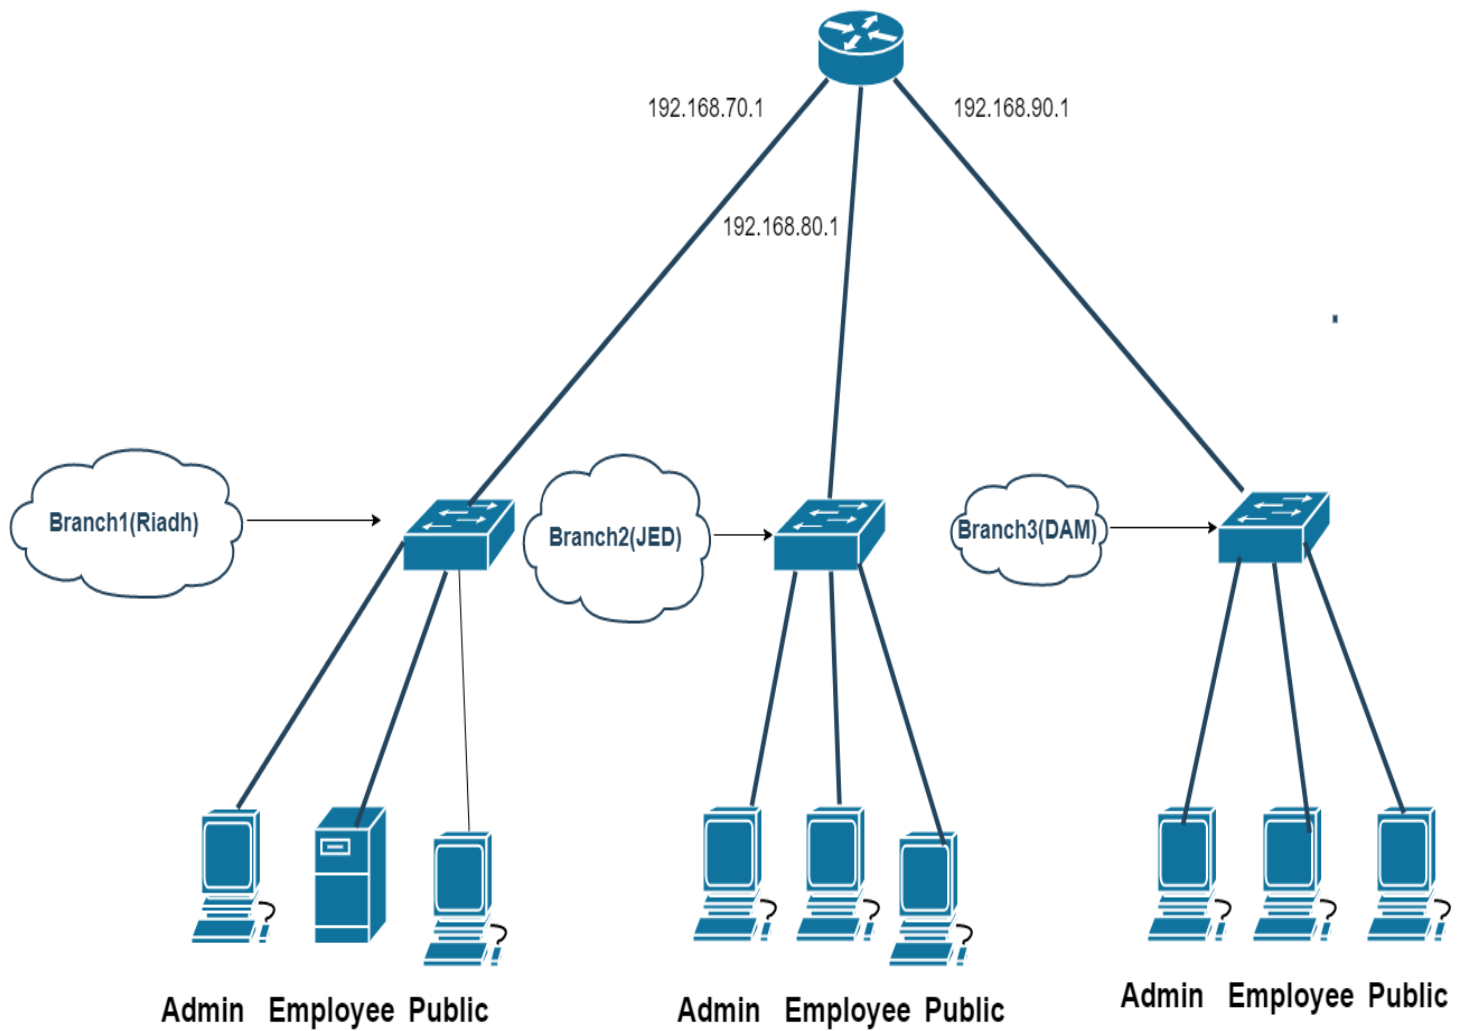 192.168.70.1
192.168.90.1
192.168.80.1
Branch1(Riadh)
Branch2(JED)
Branch3(DAM)
Admin Employee Public
Admin Employee Public
Admin Employee Public